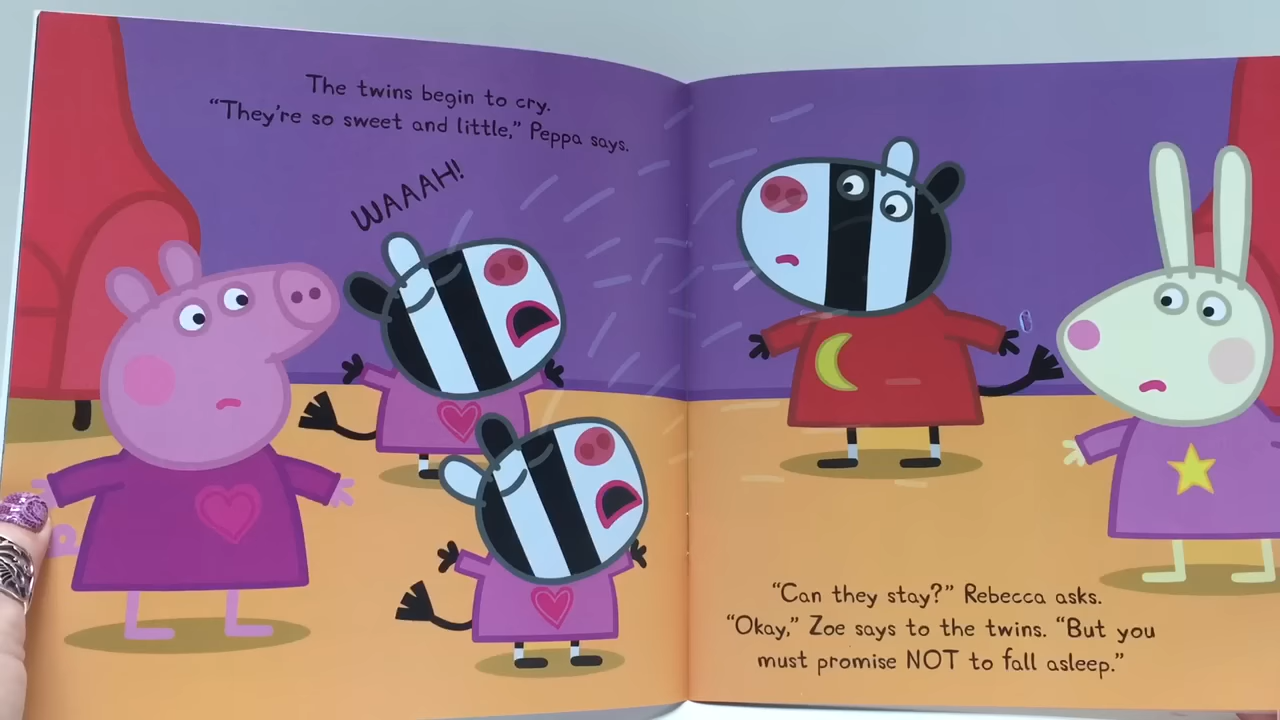 The twins begin to cry.
“They're so sweet and little,” Peppa says.
WAAAH!
“Can they stay?” Rebecca asks.
“Okay,” Zoe says to the twins. “But you
must promise NOT to fall asleep.”